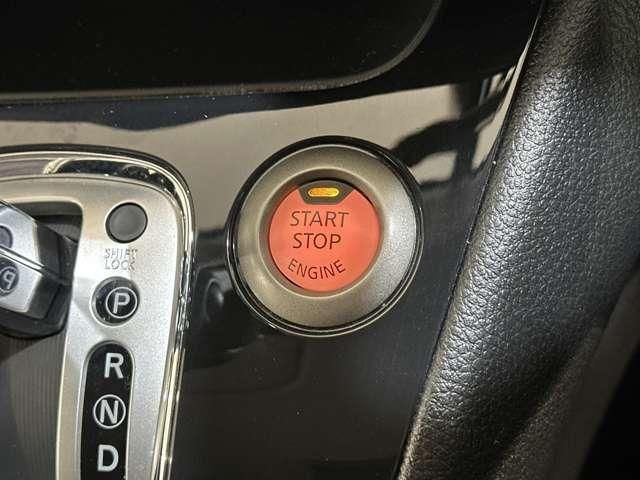 START
STOP
ENGINE
SHIFT
LOCK
P
P
R
N
D